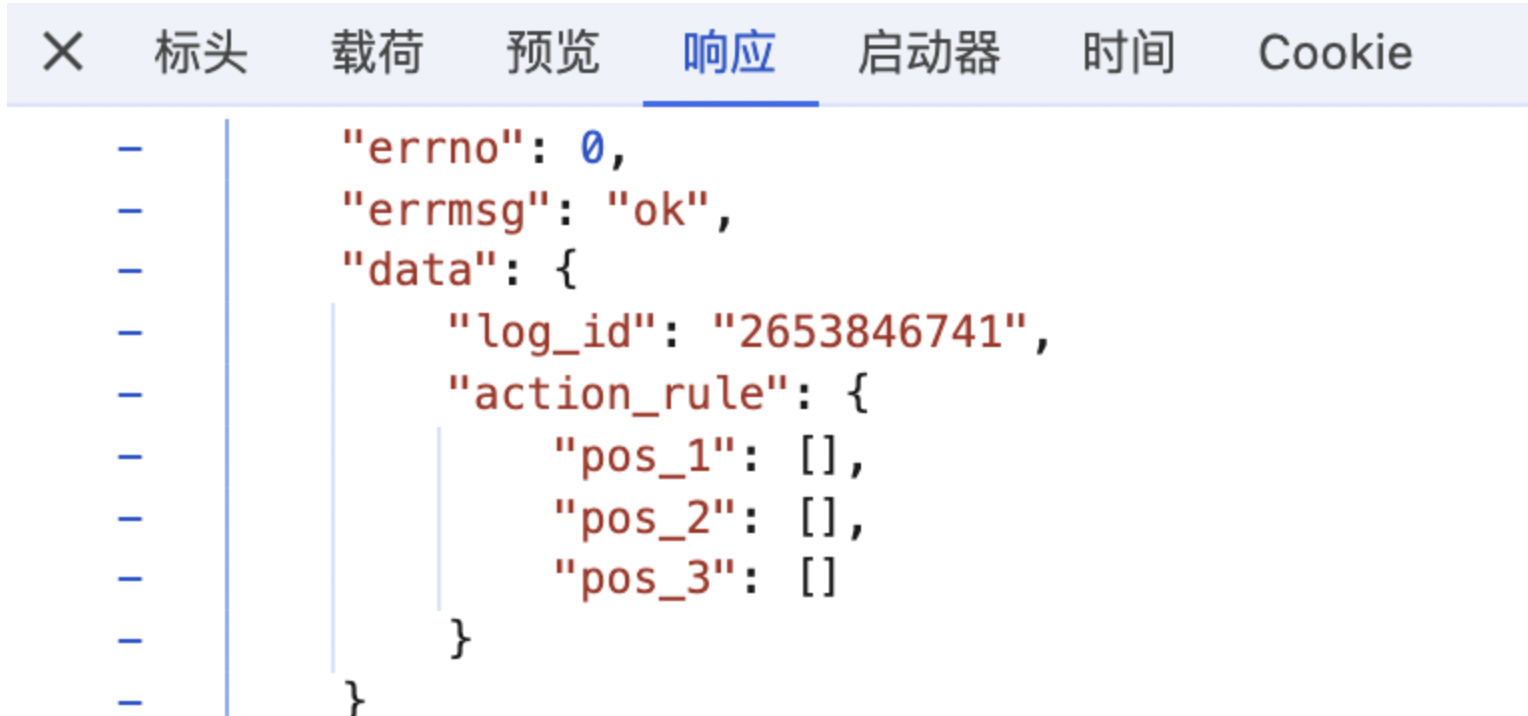 × 标头 载荷 预览 响应 启动器 时间 Cookie
"errno": 0,
"errmsg": "ok",
"data": {
"log_id": "2653846741",
"action_rule": {
"pos_1": [],
"pos_2": [],
"pos_3": []
}
}